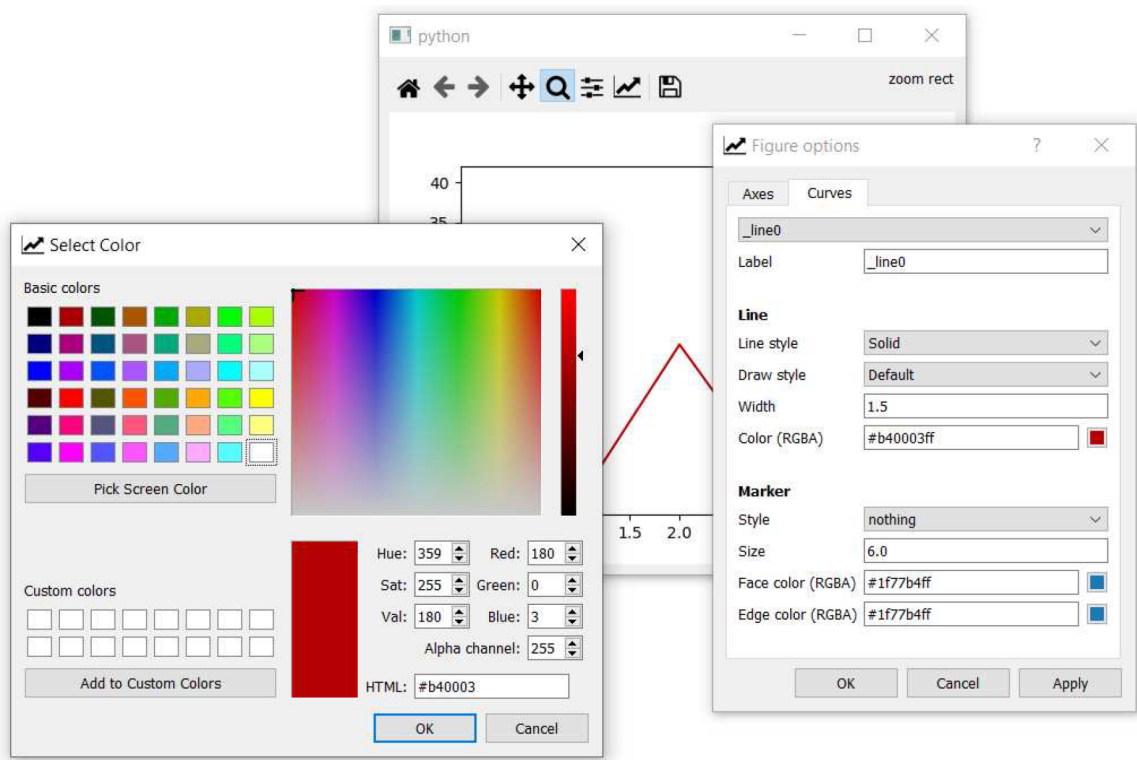 python
zoom rect
40
35
1.5 2.0
Select Color
Basic colors
Pick Screen Color
Custom colors
Add to Custom Colors
Hue: 359 Red: 180
Sat: 255 Green: 0
Val: 180 Blue: 3
Alpha channel: 255
HTML: #b40003
OK Cancel
Figure options ?
Axes Curves
_line0
Label _line0
Line
Line style Solid
Draw style Default
Width 1.5
Color (RGBA) #b40003ff
Marker
Style nothing
Size 6.0
Face color (RGBA) #1f77b4ff
Edge color (RGBA) #1f77b4ff
OK Cancel Apply